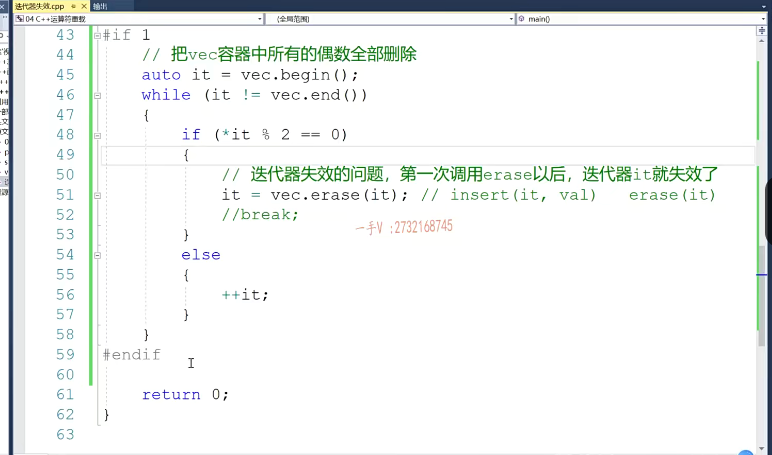 迭代器失效.cpp 输出
04 C++运算符重载 (全局范围) main()
43 #if 1
44 // 把vec容器中所有的偶数全部删除
45 auto it = vec.begin();
46 while (it != vec.end())
47 {
48 if (*it % 2 == 0)
49 {
50 // 迭代器失效的问题，第一次调用erase以后，迭代器it就失效了
51 it = vec.erase(it); // insert(it, val) erase(it)
52 //break;
53 }
一手V :2732168745
54 else
55 {
56 ++it;
57 }
58 }
59 #endif
60
61 return 0;
62 }
63